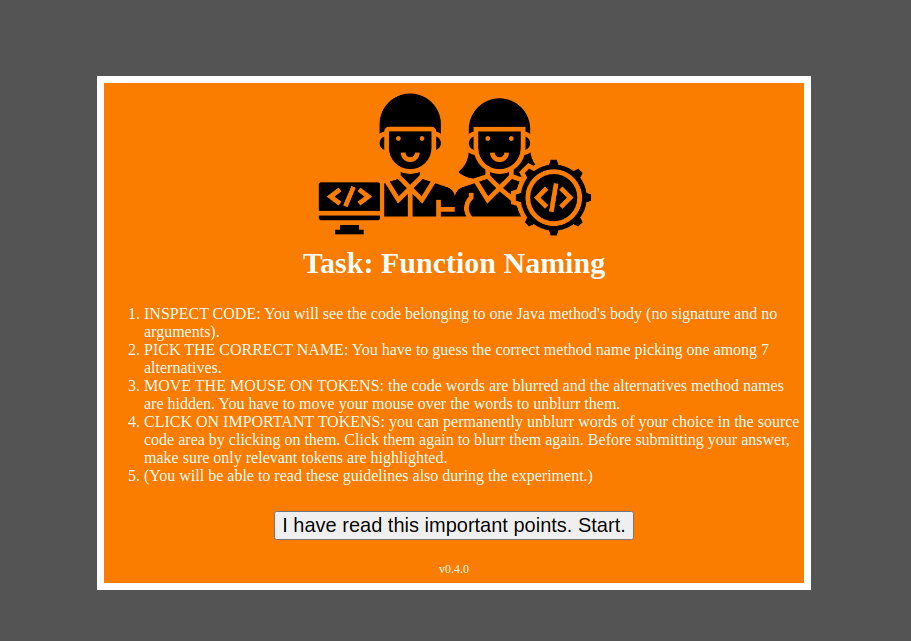 </>
</>
Task: Function Naming
1. INSPECT CODE: You will see the code belonging to one Java method's body (no signature and no
arguments).
2. PICK THE CORRECT NAME: You have to guess the correct method name picking one among 7
alternatives.
3. MOVE THE MOUSE ON TOKENS: the code words are blurred and the alternatives method names
are hidden. You have to move your mouse over the words to unblurr them.
4. CLICK ON IMPORTANT TOKENS: you can permanently unblurr words of your choice in the source
code area by clicking on them. Click them again to blurr them again. Before submitting your answer,
make sure only relevant tokens are highlighted.
5. (You will be able to read these guidelines also during the experiment.)
I have read this important points. Start.
v0.4.0